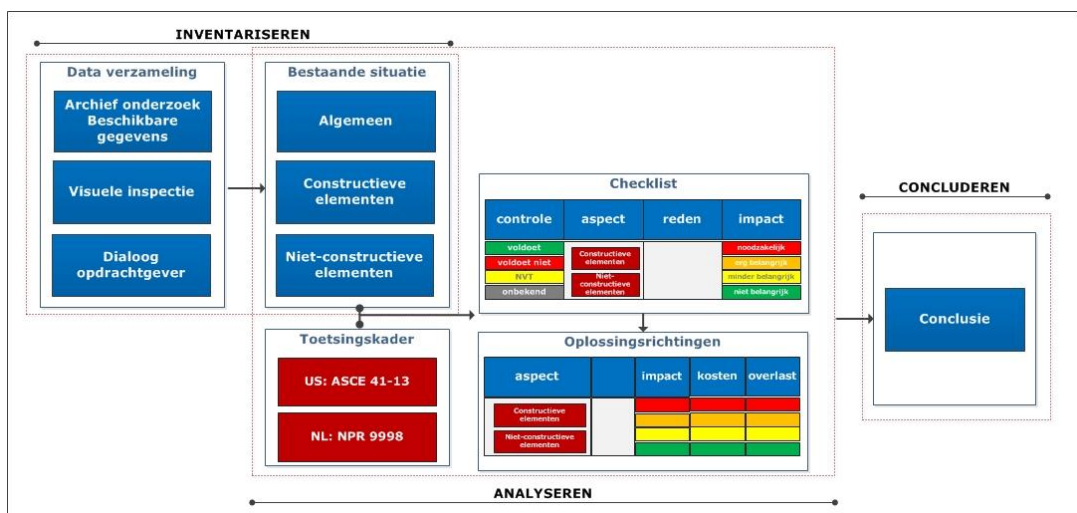 INVENTARISEREN
Data verzameling
Archief onderzoek
Beschikbare
gegevens
Visuele inspectie
Dialoog
opdrachtgever
Bestaande situatie
Algemeen
Constructieve
elementen
Niet-constructieve
elementen
Toetsingskader
US: ASCE 41-13
NL: NPR 9998
Checklist
controle aspect reden impact
voldoet
voldoet niet
NVT
onbekend
Constructieve
elementen
Niet-
constructieve
elementen
noodzakelijk
erg belangrijk
minder belangrijk
niet belangrijk
Oplossingsrichtingen
aspect impact kosten overlast
Constructieve
elementen
Niet-constructieve
elementen
ANALYSEREN
CONCLUDEREN
Conclusie